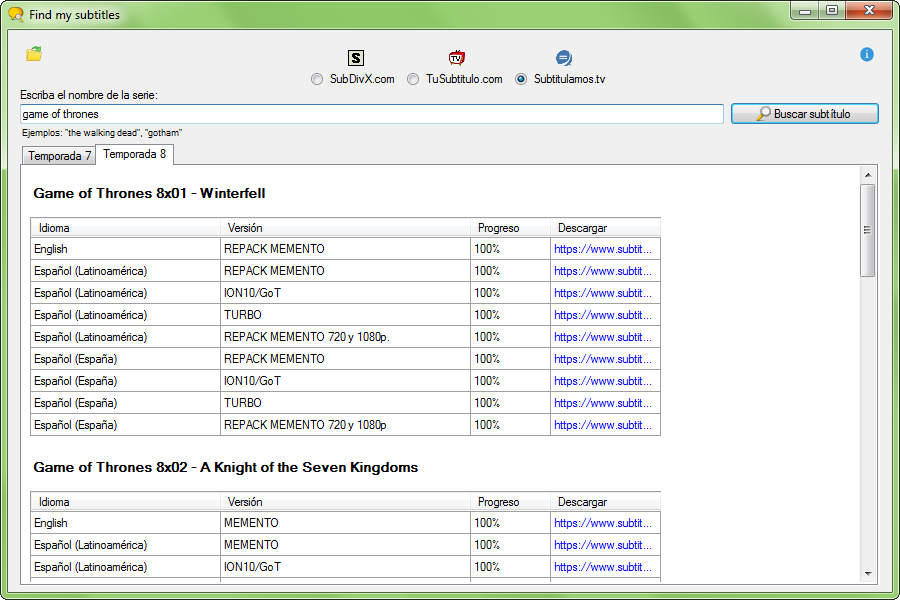 Find my subtitles
S TV
SubDivX.com TuSubtitulo.com Subtitulamos.tv
Escriba el nombre de la serie:
game of thrones Buscar subtítulo
Ejemplos: "the walking dead", "gotham"
Temporada 7 Temporada 8
Game of Thrones 8x01 - Winterfell
Idioma Versión Progreso Descargar
English REPACK MEMENTO 100% https://www.subtit...
Español (Latinoamérica) REPACK MEMENTO 100% https://www.subtit...
Español (Latinoamérica) ION10/GoT 100% https://www.subtit...
Español (Latinoamérica) TURBO 100% https://www.subtit...
Español (Latinoamérica) REPACK MEMENTO 720 y 1080p. 100% https://www.subtit...
Español (España) REPACK MEMENTO 100% https://www.subtit...
Español (España) ION10/GoT 100% https://www.subtit...
Español (España) TURBO 100% https://www.subtit...
Español (España) REPACK MEMENTO 720 y 1080p 100% https://www.subtit...
Game of Thrones 8x02 - A Knight of the Seven Kingdoms
Idioma Versión Progreso Descargar
English MEMENTO 100% https://www.subtit...
Español (Latinoamérica) MEMENTO 100% https://www.subtit...
Español (Latinoamérica) ION10/GoT 100% https://www.subtit...